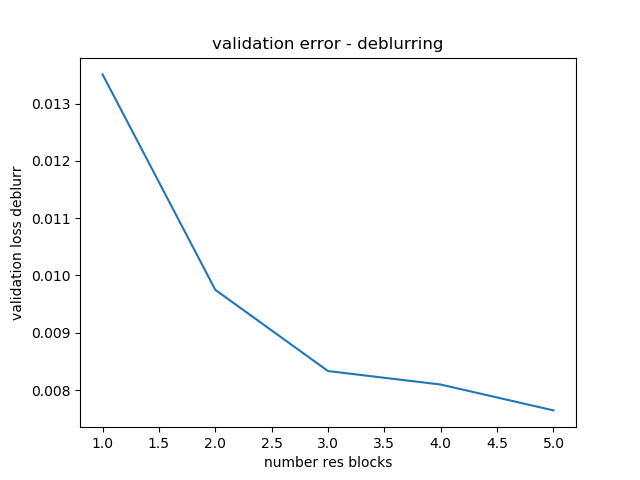 validation error - deblurring
0.013
0.012
0.011
0.010
0.009
0.008
validation loss deblurr
1.0 1.5 2.0 2.5 3.0 3.5 4.0 4.5 5.0
number res blocks